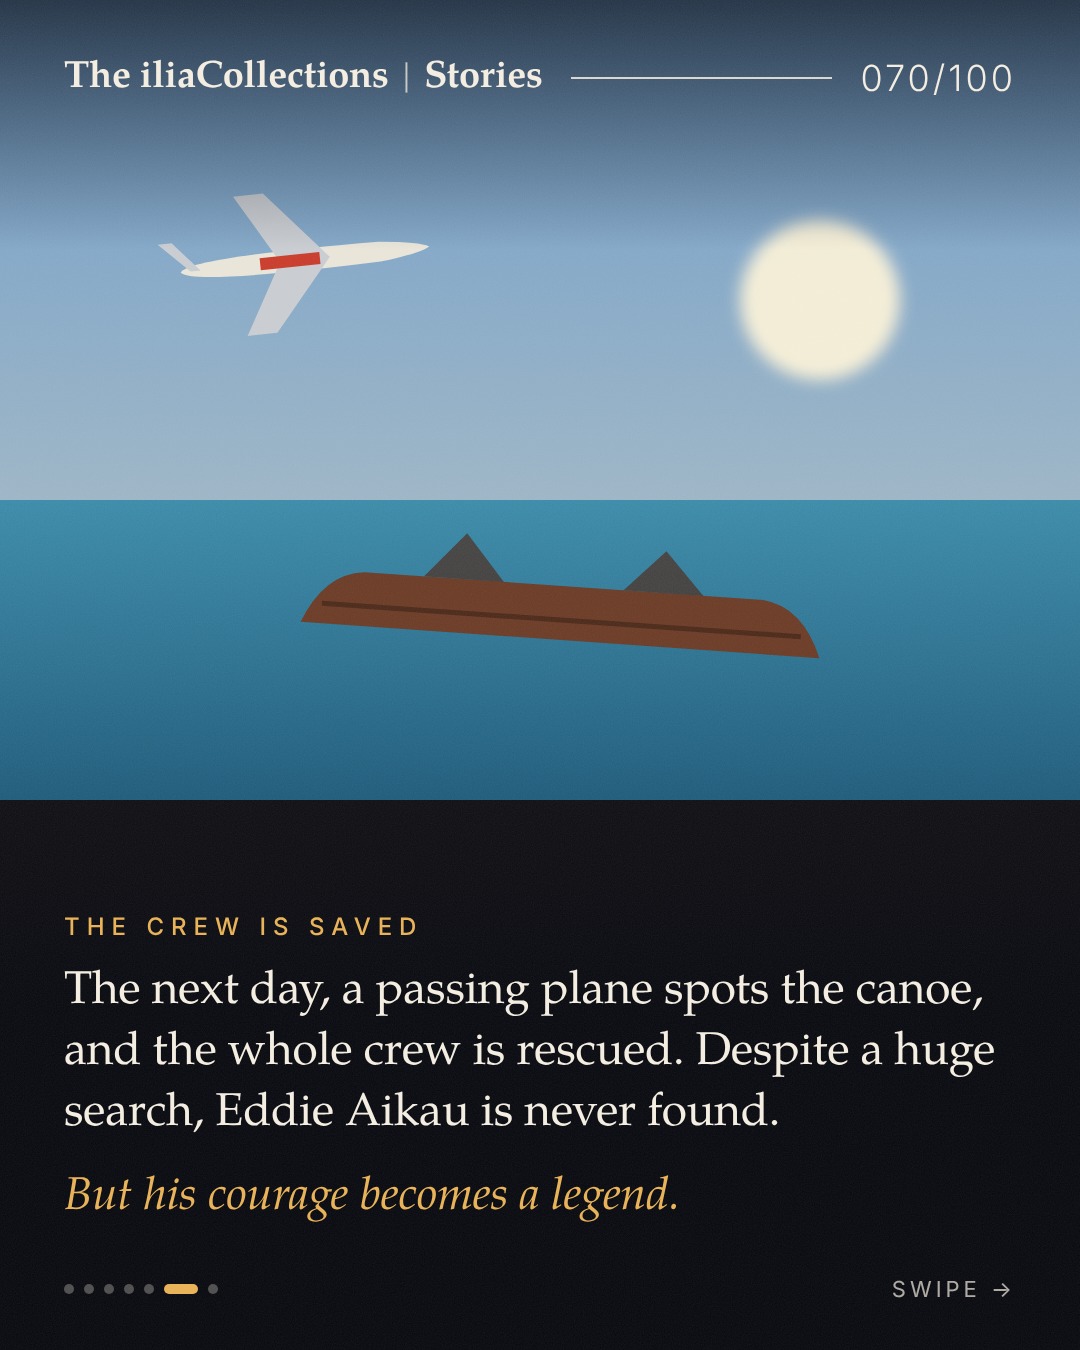 The iliaCollections | Stories 070/100
THE CREW IS SAVED
The next day, a passing plane spots the canoe,
and the whole crew is rescued. Despite a huge
search, Eddie Aikau is never found.
But his courage becomes a legend.
SWIPE →